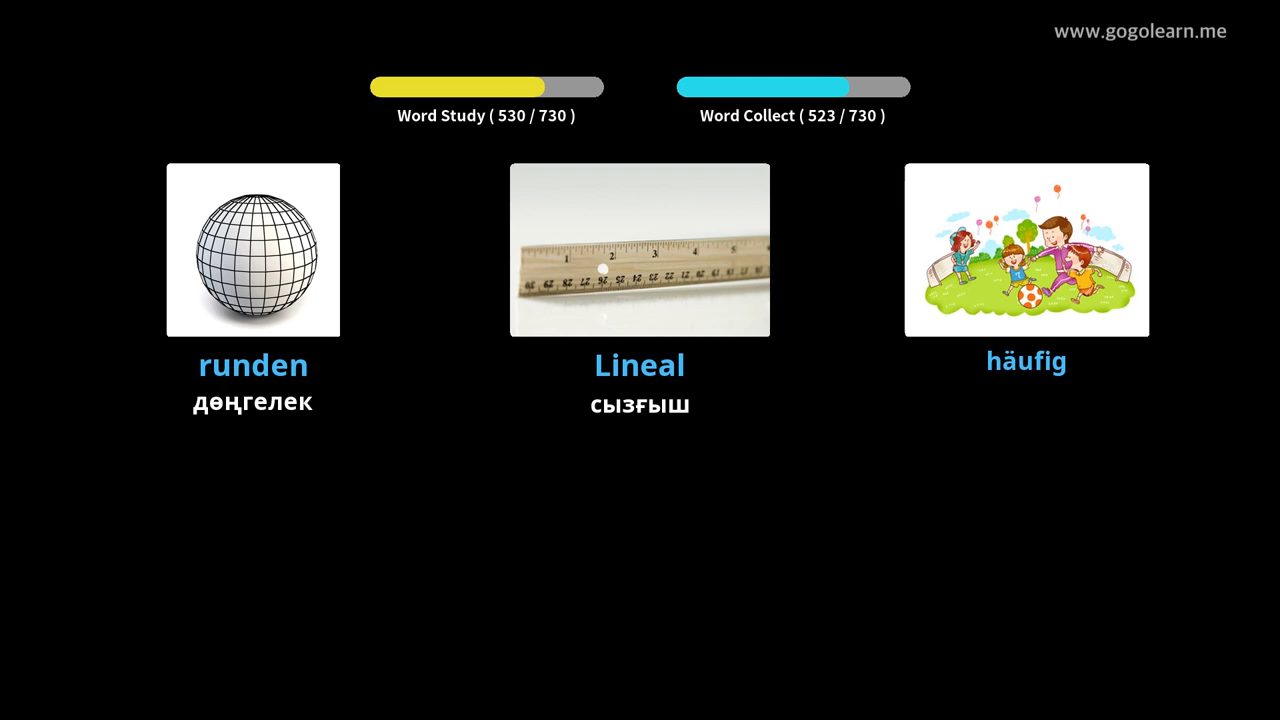 www.gogolearn.me
Word Study ( 530 / 730 )
Word Collect ( 523 / 730 )
runden
дөңгелек
Lineal
сызғыш
häufig